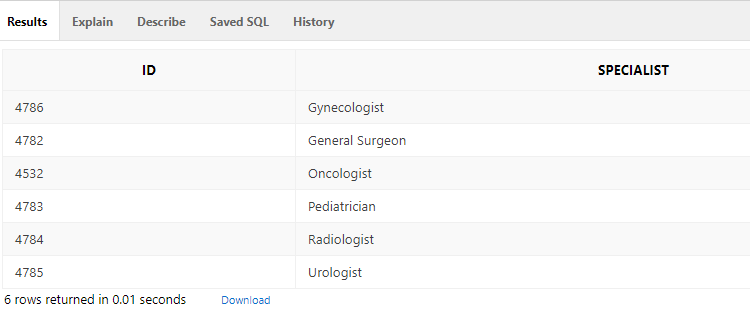 Results Explain Describe Saved SQL History
ID SPECIALIST
4786 Gynecologist
4782 General Surgeon
4532 Oncologist
4783 Pediatrician
4784 Radiologist
4785 Urologist
6 rows returned in 0.01 seconds Download